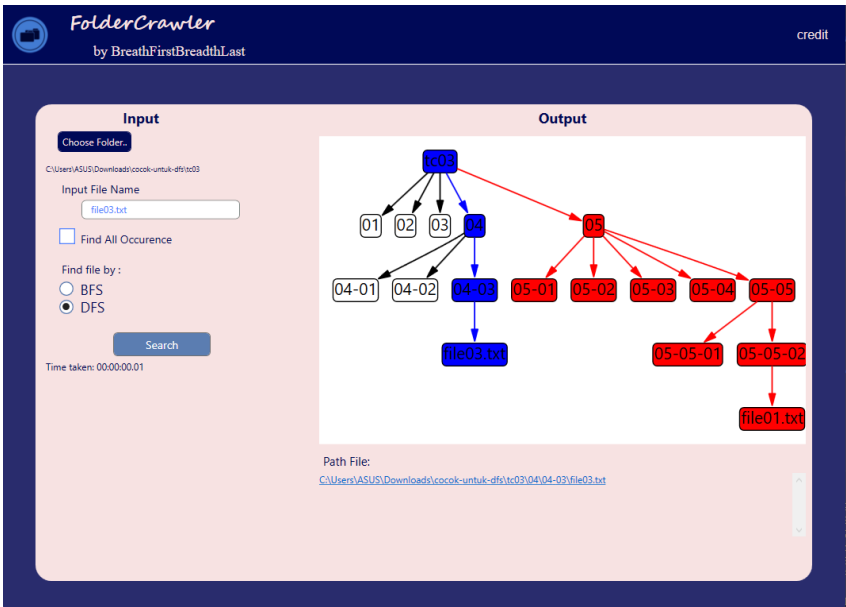 FolderCrawler
by BreathFirstBreadthLast
credit
Input
Choose Folder..
C:\Users\ASUS\Downloads\cocok-untuk-dfs\tc03
Input File Name
file03.txt
Find All Occurence
Find file by :
BFS
DFS
Search
Time taken: 00:00:00.01
Output
tc03
01 02 03 04 05
04-01 04-02 04-03 05-01 05-02 05-03 05-04 05-05
file03.txt 05-05-01 05-05-02
file01.txt
Path File:
C:\Users\ASUS\Downloads\cocok-untuk-dfs\tc03\04\04-03\file03.txt